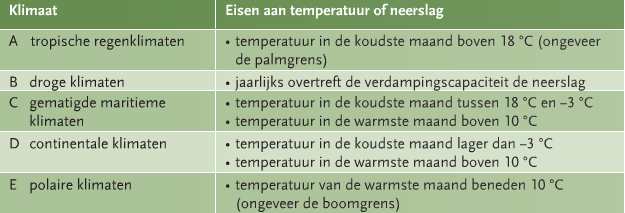 Klimaat Eisen aan temperatuur of neerslag
A tropische regenklimaten • temperatuur in de koudste maand boven 18 °C (ongeveer
de palmgrens)
B droge klimaten • jaarlijks overtreft de verdampingscapaciteit de neerslag
C gematigde maritieme • temperatuur in de koudste maand tussen 18 °C en –3 °C
klimaten • temperatuur in de warmste maand boven 10 °C
D continentale klimaten • temperatuur in de koudste maand lager dan –3 °C
• temperatuur in de warmste maand boven 10 °C
E polaire klimaten • temperatuur van de warmste maand beneden 10 °C
(ongeveer de boomgrens)